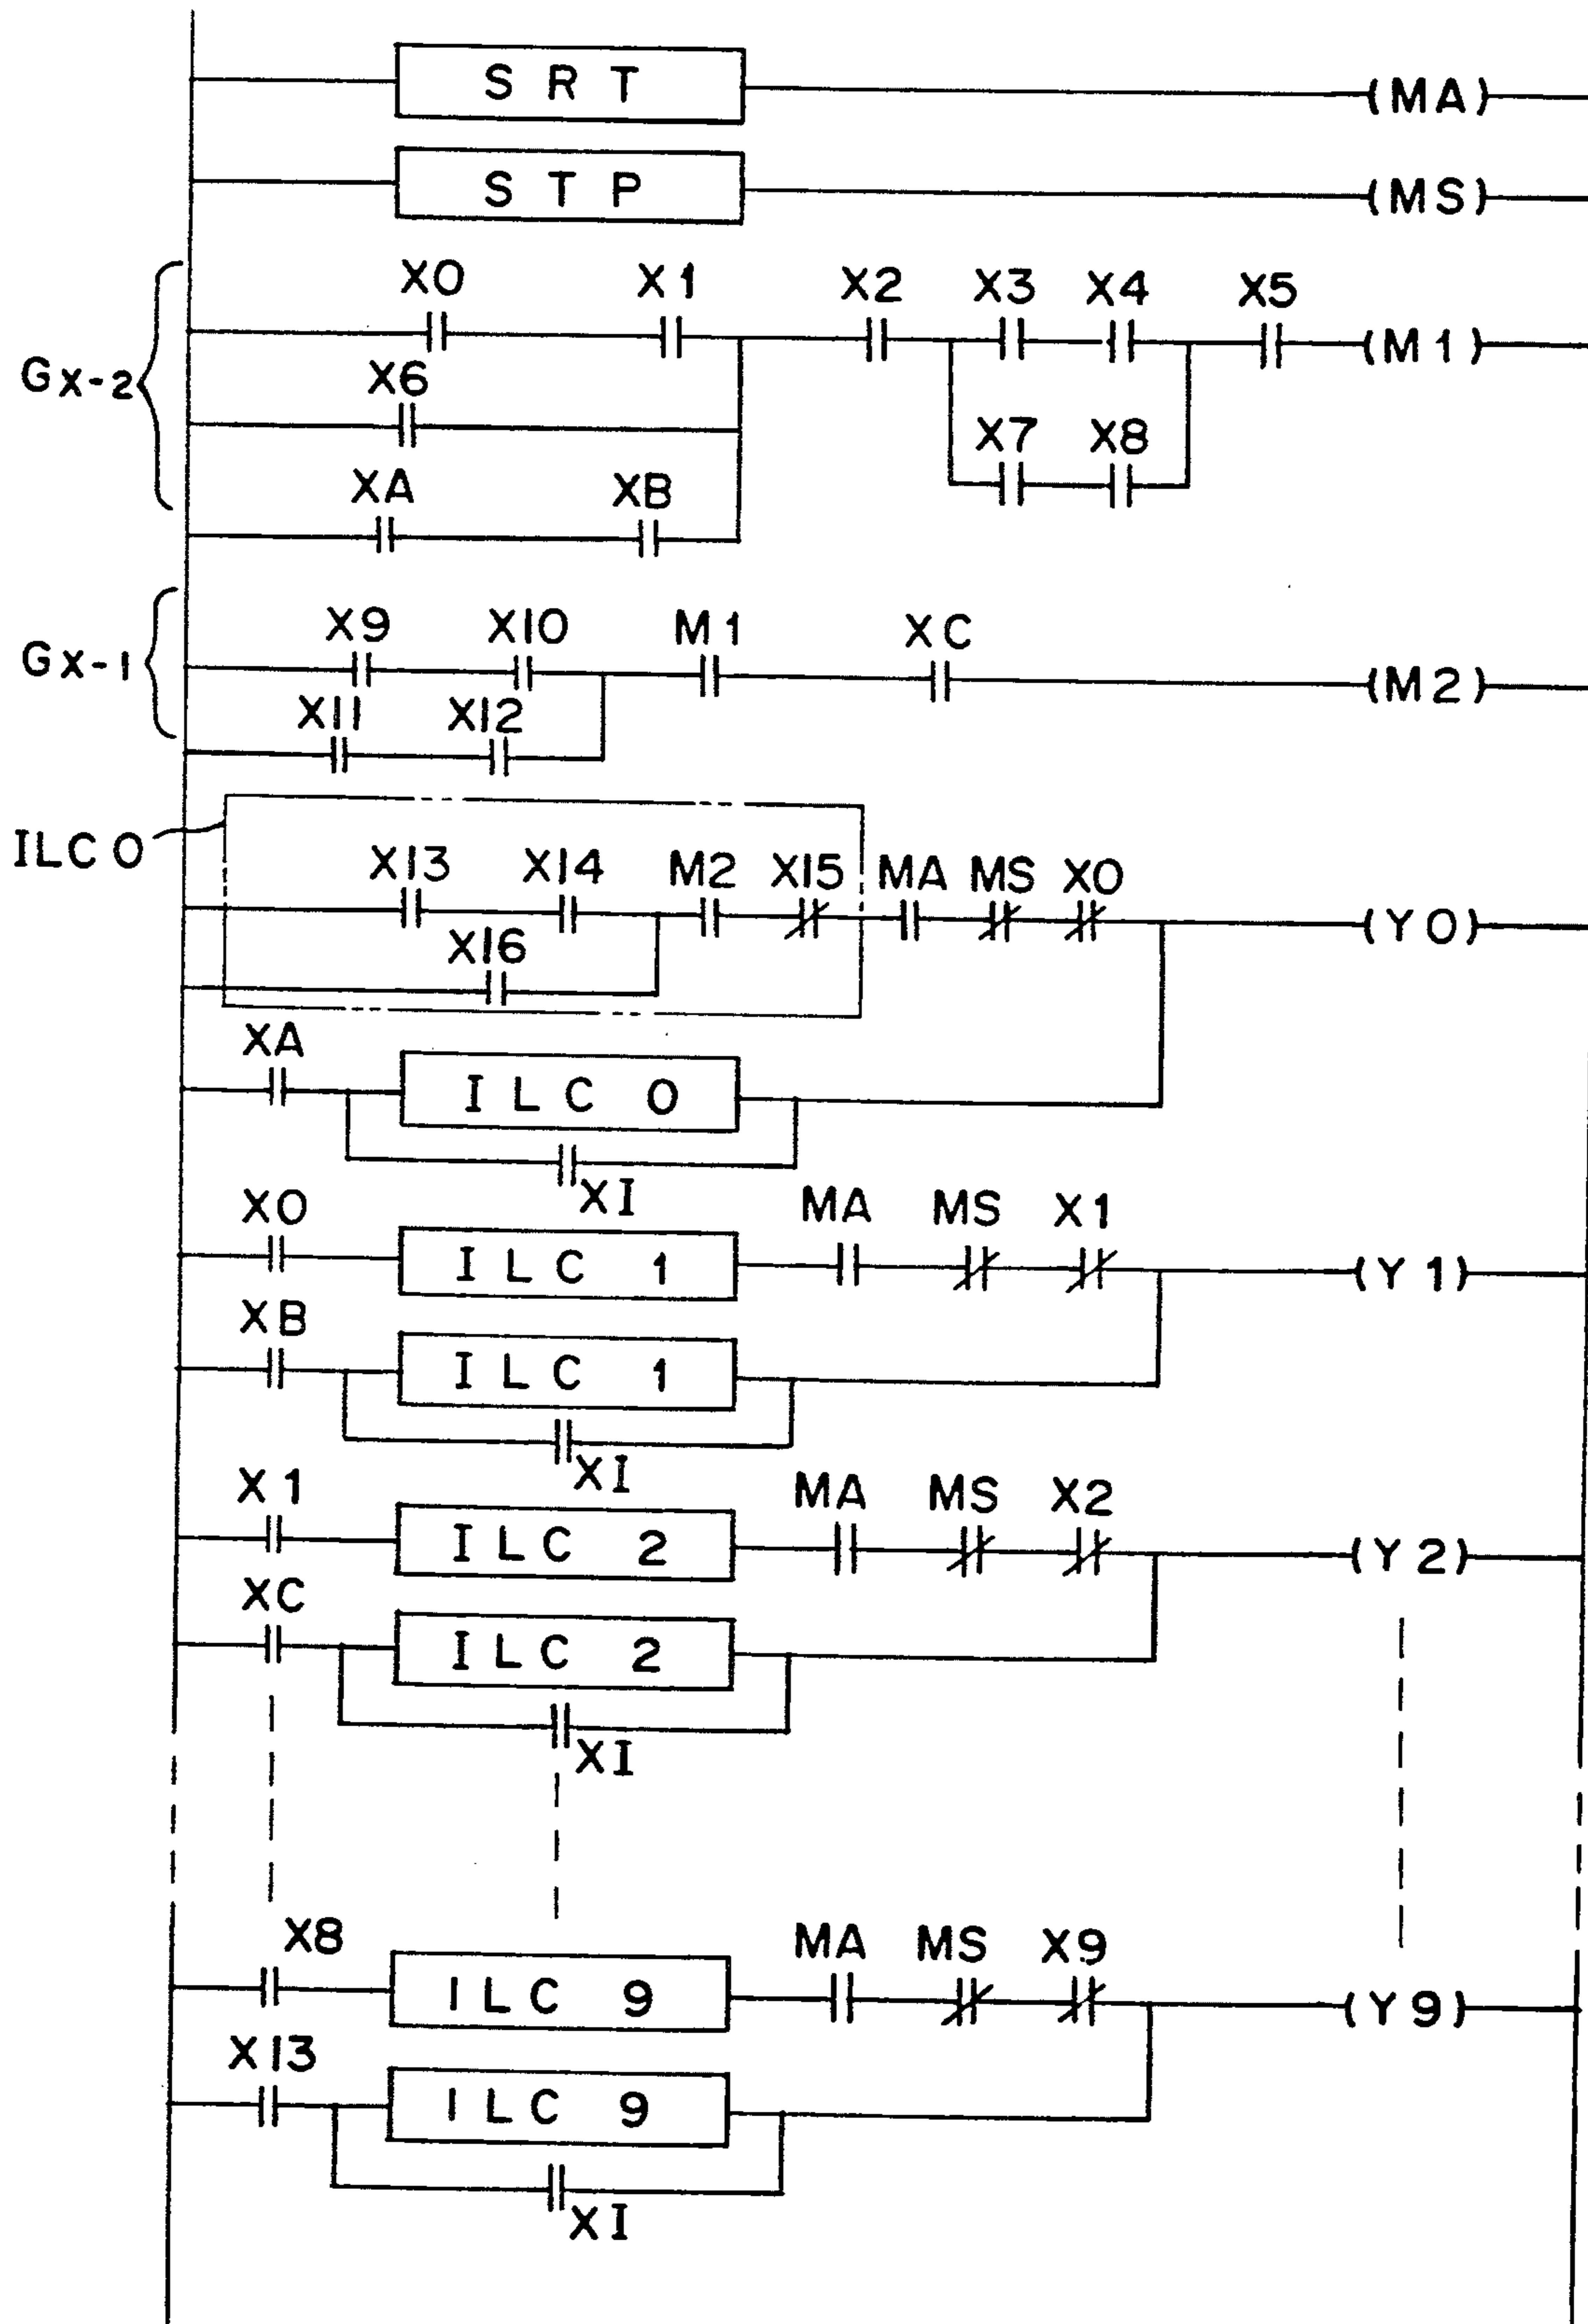 S R T (MA)
S T P (MS)
X0 X1 X2 X3 X4 X5
(M1)
GX-2
X6
X7 X8
XA XB
X9 X10 M1 XC
GX-1
(M2)
X11 X12
ILC 0
X13 X14 M2 X15 MA MS X0
(Y0)
X16
XA
ILC 0
XI
X0 MA MS X1
ILC 1 (Y1)
XB
ILC 1
XI
X1 MA MS X2
ILC 2 (Y2)
XC
ILC 2
XI
X8 MA MS X9
ILC 9 (Y9)
X13
ILC 9
XI